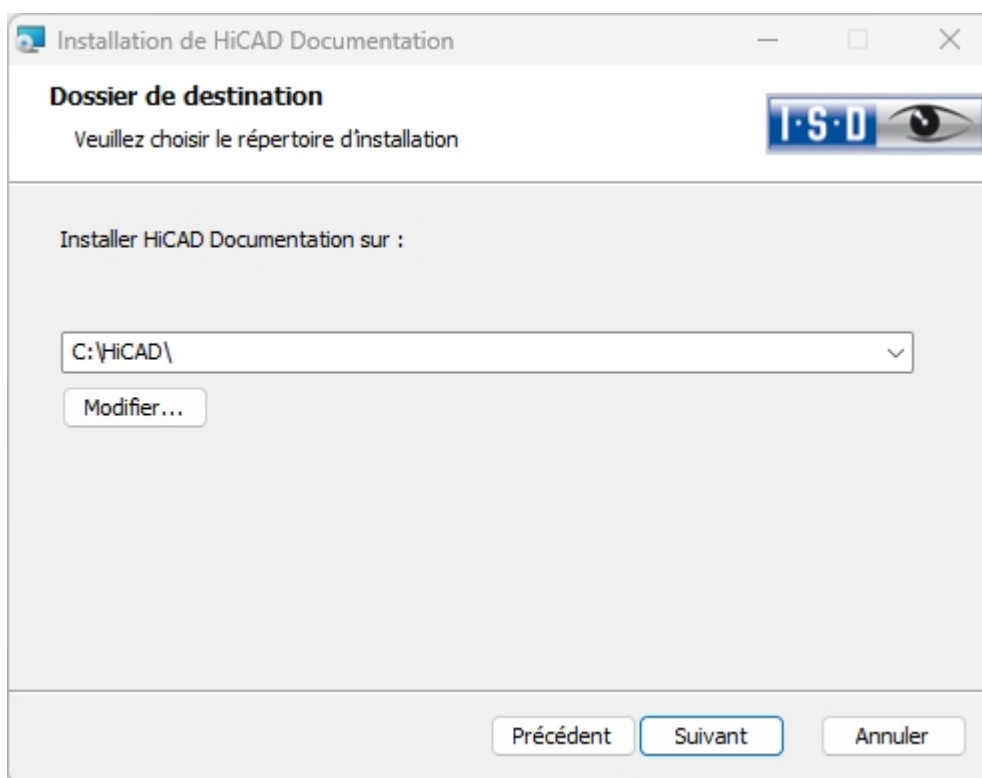 Installation de HiCAD Documentation
Dossier de destination
Veuillez choisir le répertoire d'installation
I·S·D
Installer HiCAD Documentation sur :
C:\HiCAD\
Modifier...
Précédent
Suivant
Annuler